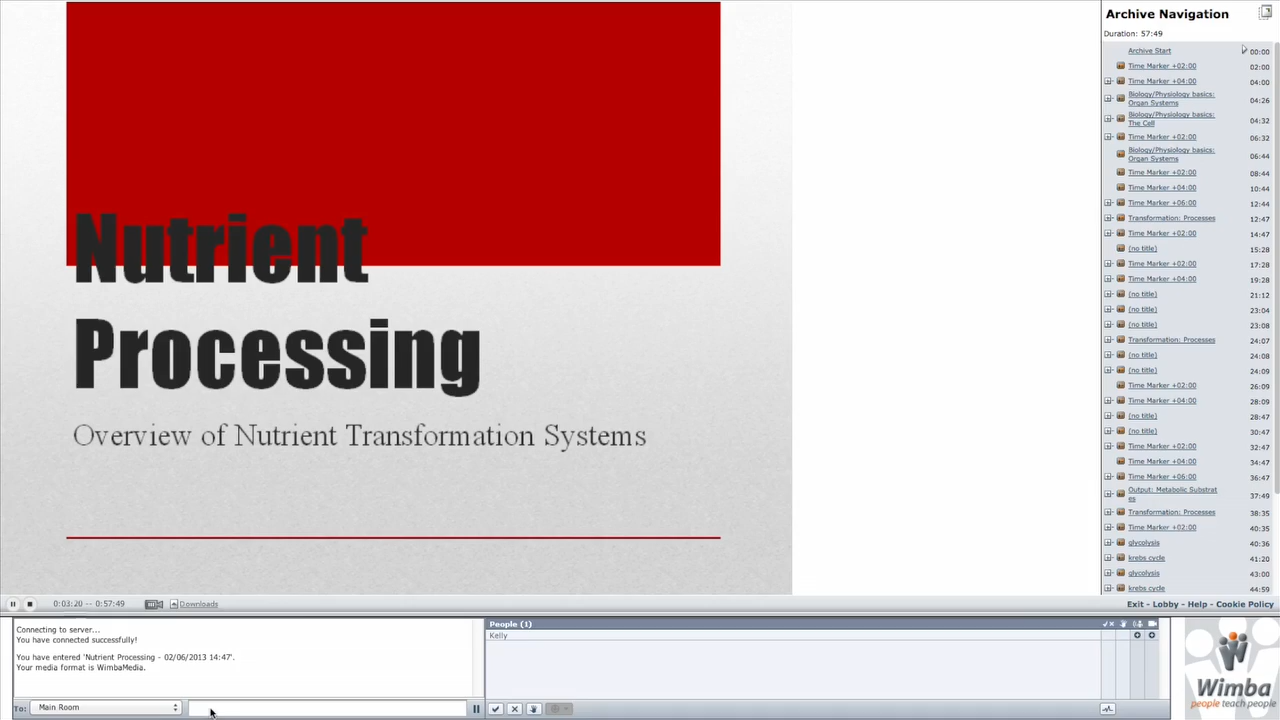 Nutrient
Processing
Overview of Nutrient Transformation Systems
Archive Navigation
Duration: 57:49
Archive Start 00:00
Time Marker +02:00 02:00
Time Marker +04:00 04:00
Biology/Physiology basics:
Organ Systems 04:26
Biology/Physiology basics:
The Cell 04:32
Time Marker +02:00 06:32
Biology/Physiology basics:
Organ Systems 06:44
Time Marker +02:00 08:44
Time Marker +04:00 10:44
Time Marker +06:00 12:44
Transformation: Processes 12:47
Time Marker +02:00 14:47
(no title) 15:28
Time Marker +02:00 17:28
Time Marker +04:00 19:28
(no title) 21:12
(no title) 23:04
(no title) 23:08
Transformation: Processes 24:07
(no title) 24:08
(no title) 24:09
Time Marker +02:00 26:09
Time Marker +04:00 28:09
(no title) 28:47
(no title) 30:47
Time Marker +02:00 32:47
Time Marker +04:00 34:47
Time Marker +06:00 36:47
Output: Metabolic Substrat
es 37:49
Transformation: Processes 38:35
Time Marker +02:00 40:35
glycolysis 40:36
krebs cycle 41:20
glycolysis 43:00
krebs cycle 44:59
0:03:20 -- 0:57:49 Downloads
Exit - Lobby - Help - Cookie Policy
Connecting to server...
You have connected successfully!
You have entered 'Nutrient Processing - 02/06/2013 14:47'.
Your media format is WimbaMedia.
To: Main Room
People (1)
Kelly
Wimba
people teach people